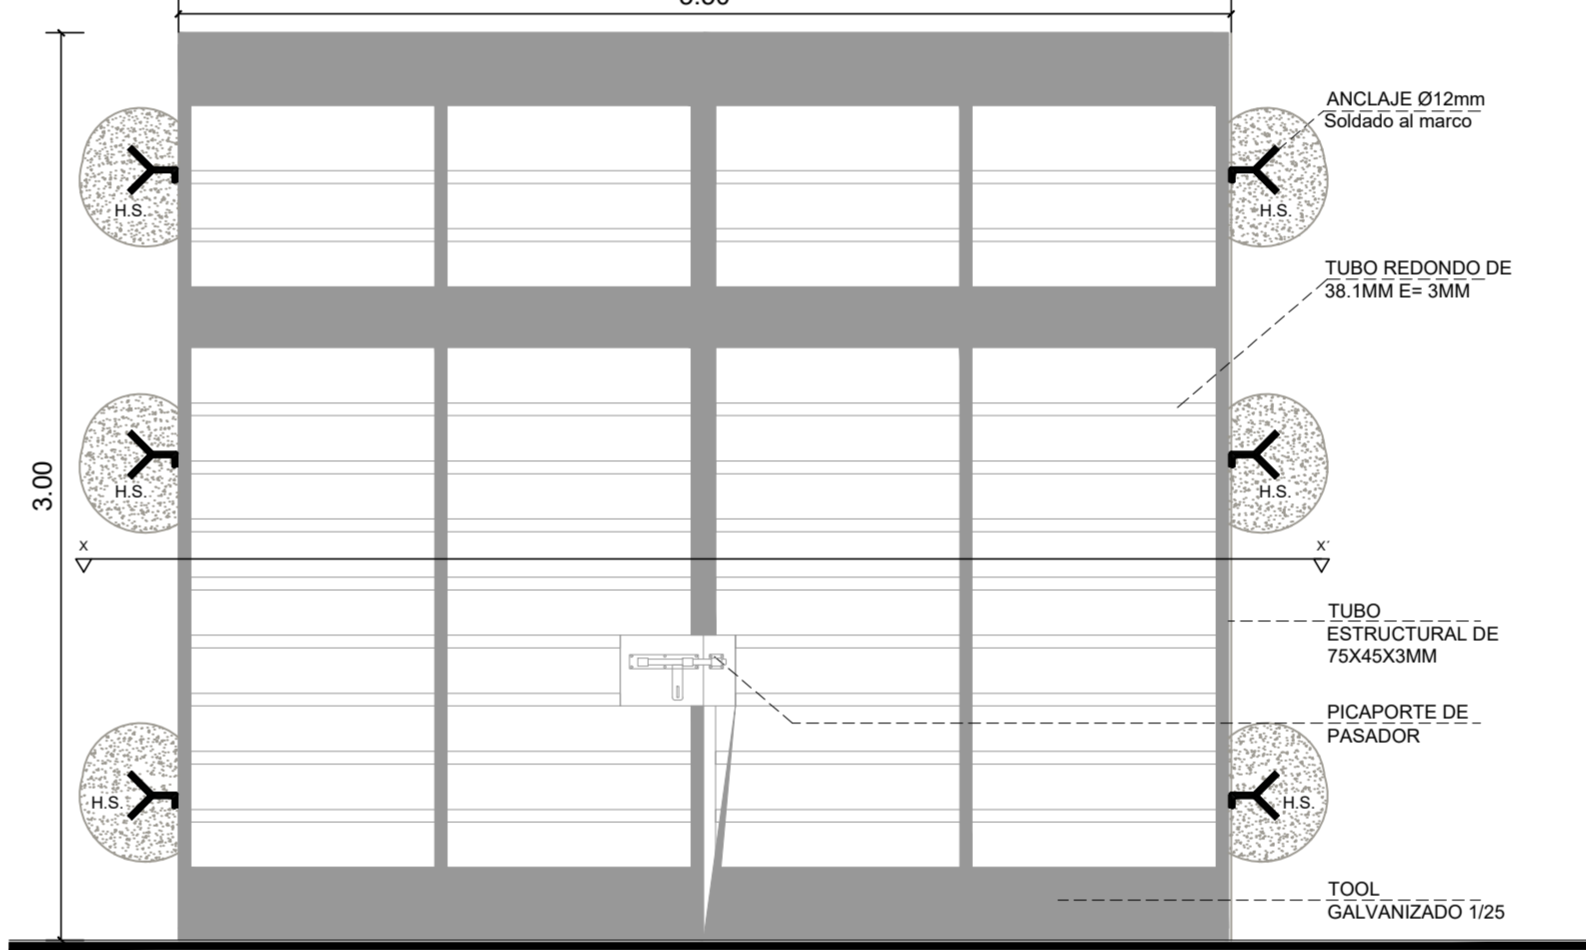 ANCLAJE Ø12mm
Soldado al marco
H.S.
H.S.
TUBO REDONDO DE
38.1MM E= 3MM
3.00
H.S.
H.S.
X
X'
TUBO
ESTRUCTURAL DE
75X45X3MM
PICAPORTE DE
PASADOR
H.S.
H.S.
TOOL
GALVANIZADO 1/25